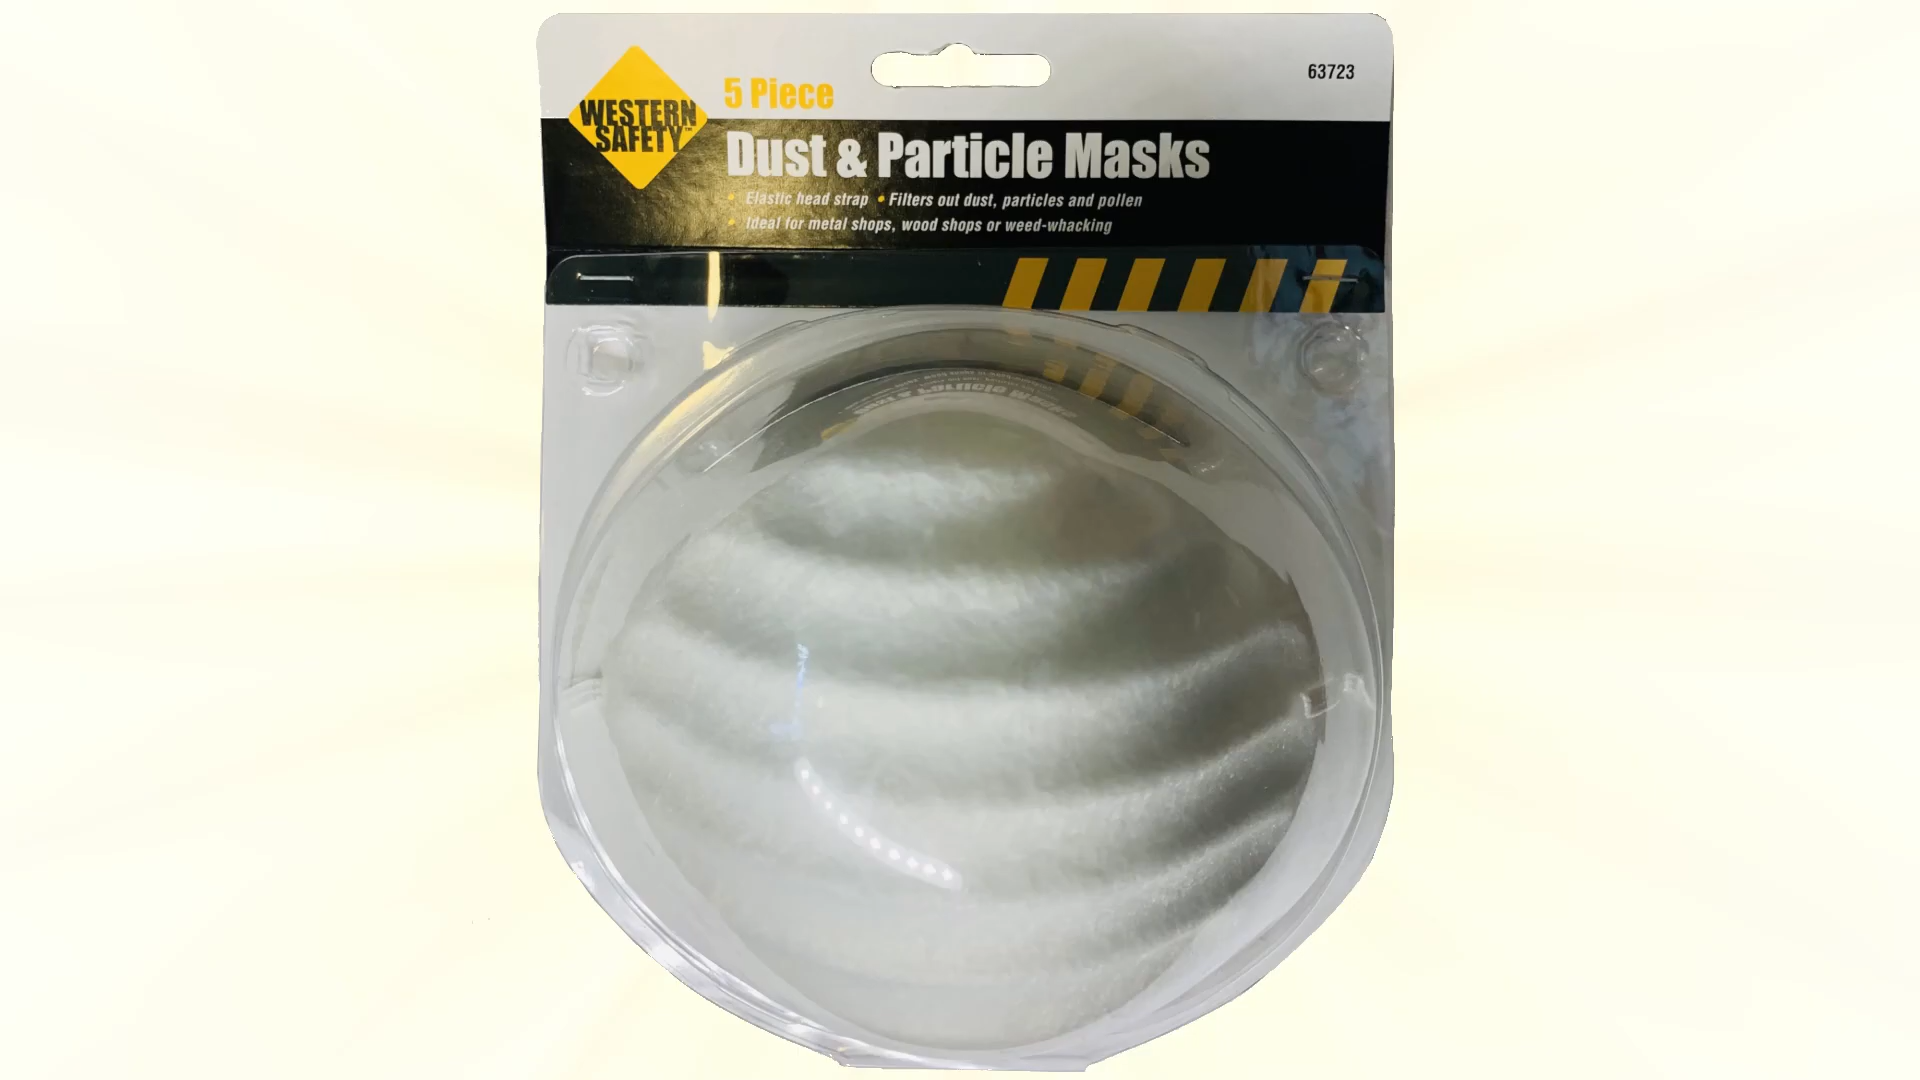 63723
5 Piece
WESTERN
SAFETY™
Dust & Particle Masks
• Elastic head strap • Filters out dust, particles and pollen
• Ideal for metal shops, wood shops or weed-whacking